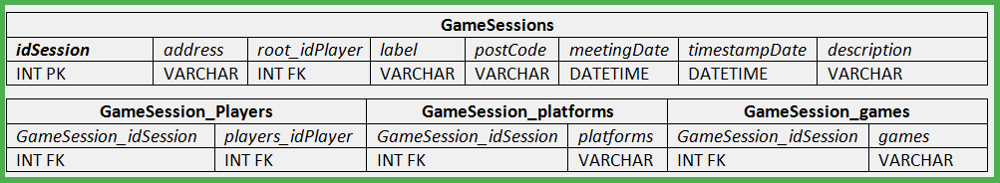 GameSessions
idSession address root_idPlayer label postCode meetingDate timestampDate description
INT PK VARCHAR INT FK VARCHAR VARCHAR DATETIME DATETIME VARCHAR
GameSession_Players GameSession_platforms GameSession_games
GameSession_idSession players_idPlayer GameSession_idSession platforms GameSession_idSession games
INT FK INT FK INT FK VARCHAR INT FK VARCHAR